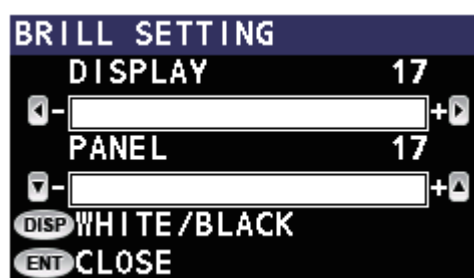 BRILL SETTING
DISPLAY 17
- +
PANEL 17
- +
DISP WHITE/BLACK
ENT CLOSE